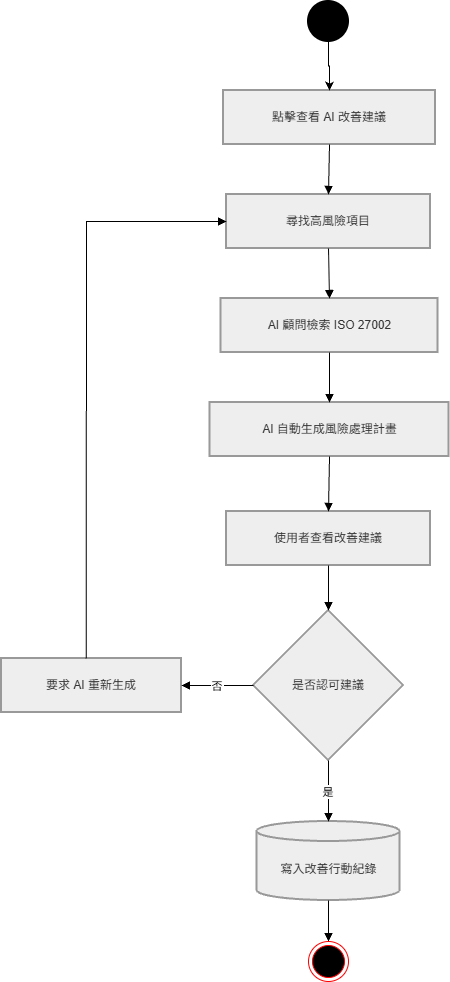 點擊查看 AI 改善建議
尋找高風險項目
AI 顧問檢索 ISO 27002
AI 自動生成風險處理計畫
使用者查看改善建議
是否認可建議
否
要求 AI 重新生成
是
寫入改善行動紀錄